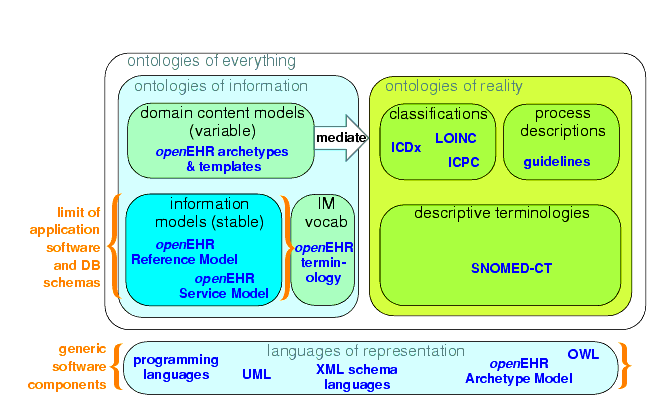 ontologies of everything
ontologies of information
domain content models
(variable)
openEHR archetypes
& templates
mediate
ontologies of reality
classifications
ICDx
LOINC
ICPC
process
descriptions
guidelines
limit of
application
software
and DB
schemas
information
models (stable)
openEHR
Reference Model
openEHR
Service Model
IM
vocab
openEHR
termin-
ology
descriptive terminologies
SNOMED-CT
generic
software
components
languages of representation
programming
languages
UML
XML schema
languages
openEHR
Archetype Model
OWL